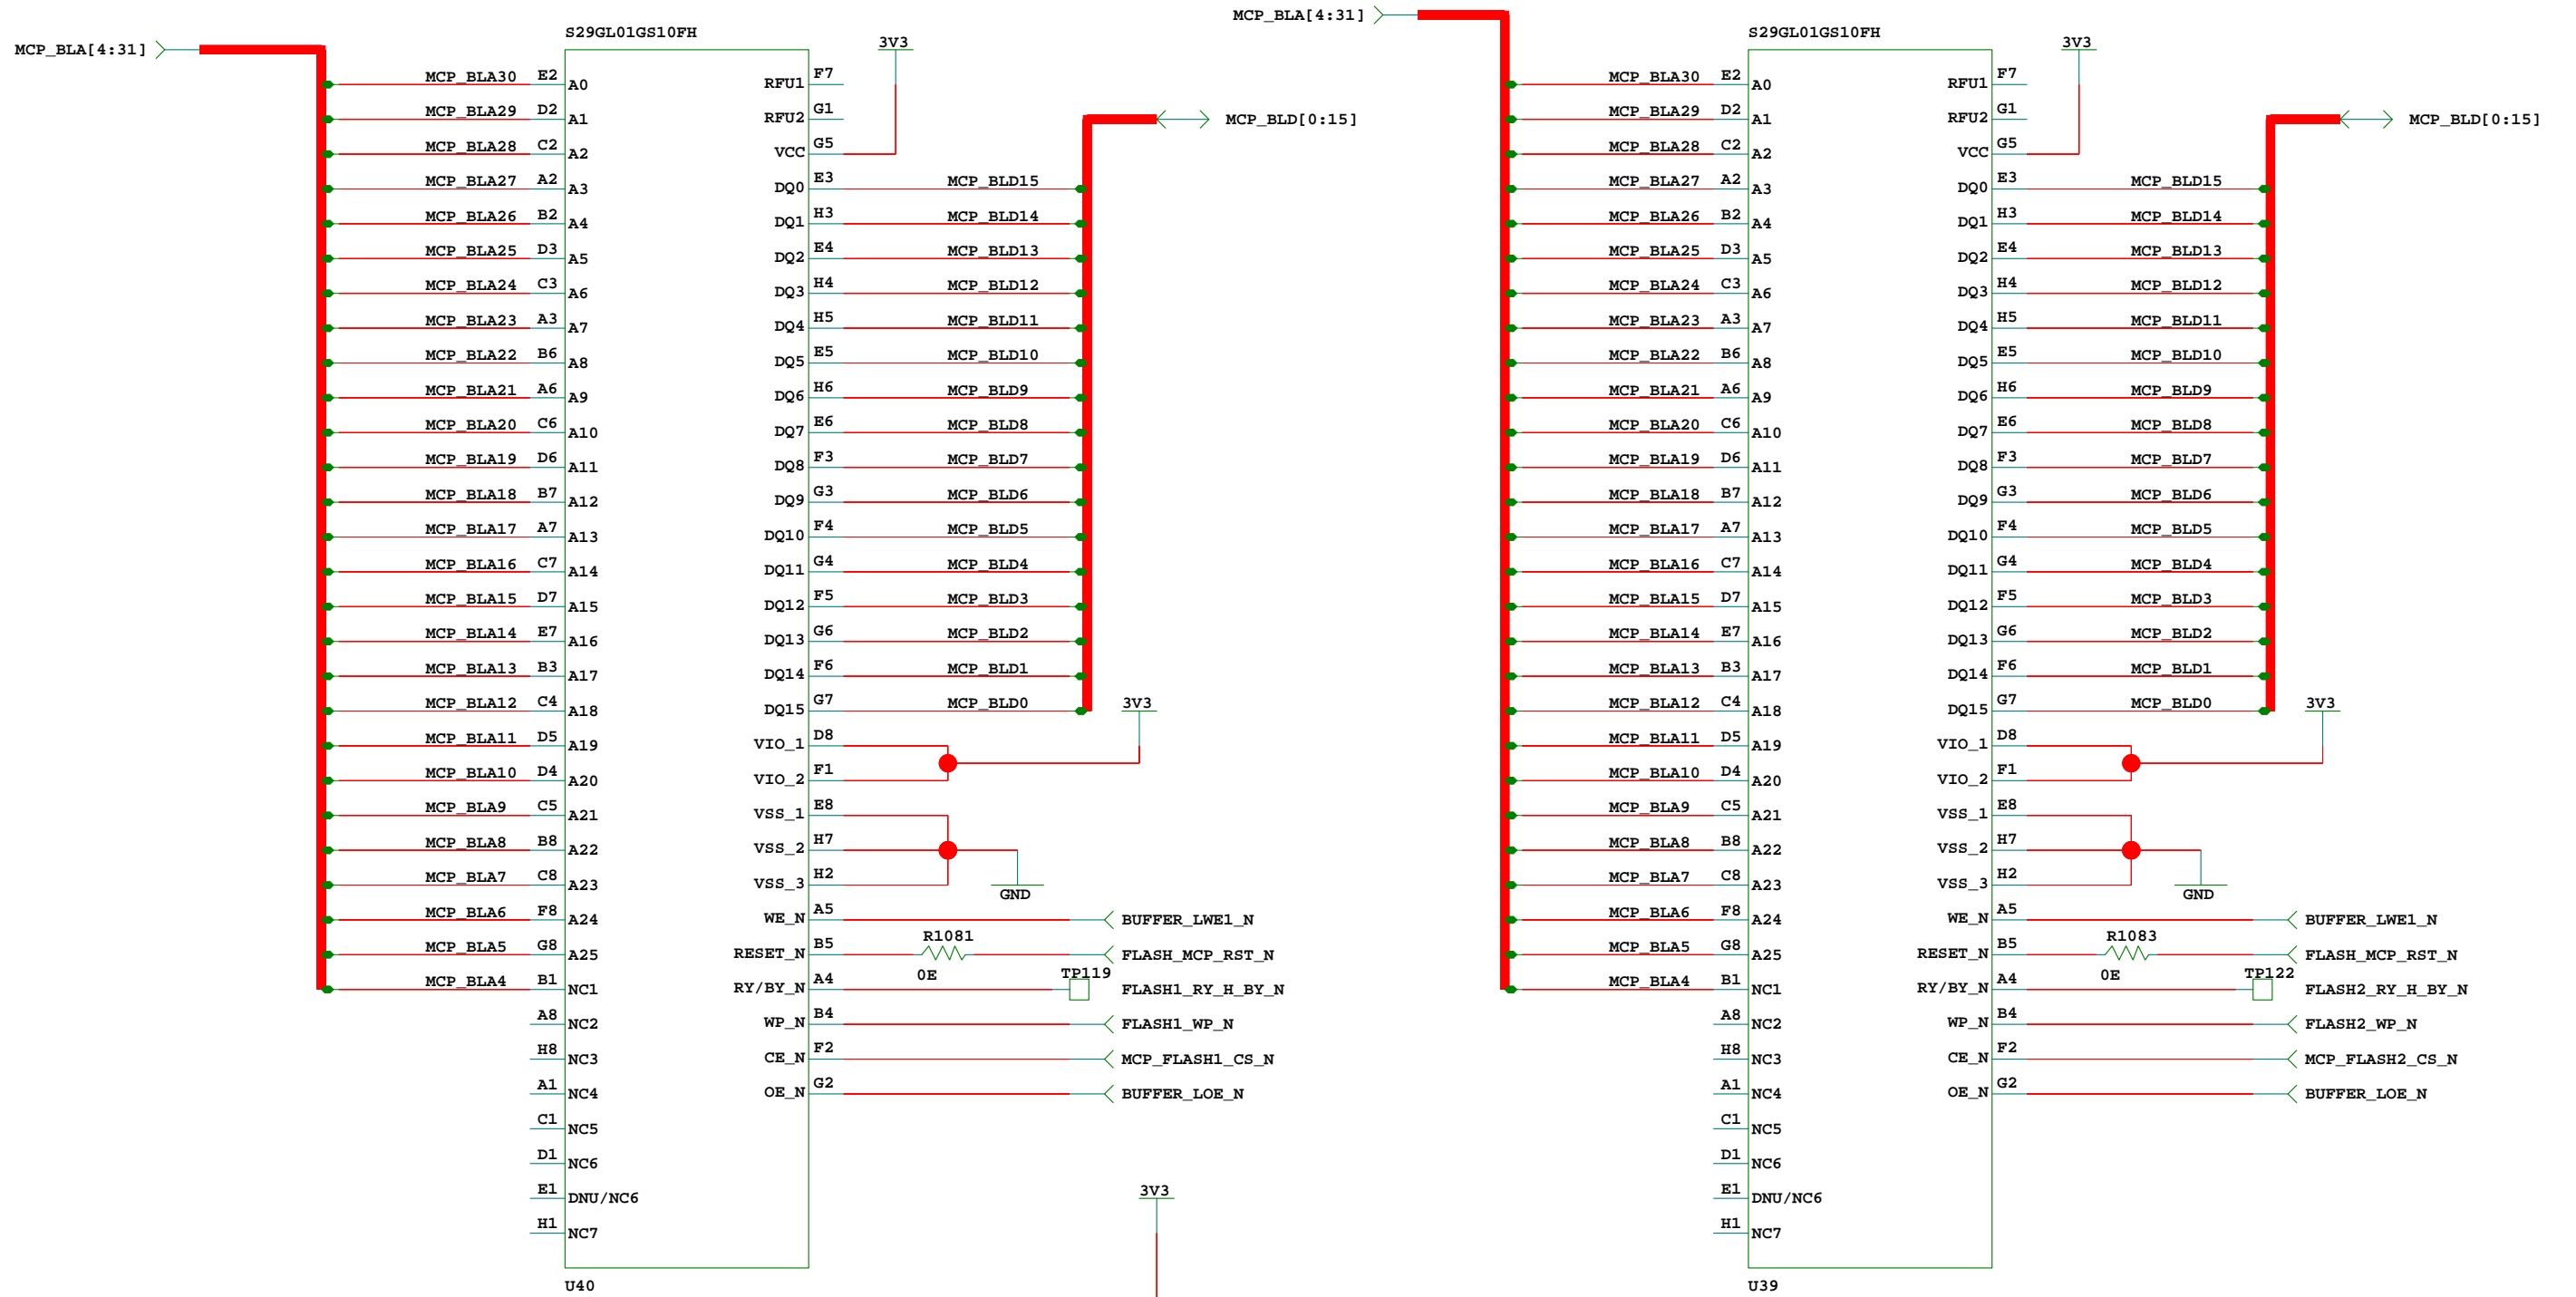 MCP_BLA[4:31]
S29GL01GS10FH
3V3
MCP_BLA30 E2 A0
MCP_BLA29 D2 A1
MCP_BLA28 C2 A2
MCP_BLA27 A2 A3
MCP_BLA26 B2 A4
MCP_BLA25 D3 A5
MCP_BLA24 C3 A6
MCP_BLA23 A3 A7
MCP_BLA22 B6 A8
MCP_BLA21 A6 A9
MCP_BLA20 C6 A10
MCP_BLA19 D6 A11
MCP_BLA18 B7 A12
MCP_BLA17 A7 A13
MCP_BLA16 C7 A14
MCP_BLA15 D7 A15
MCP_BLA14 E7 A16
MCP_BLA13 B3 A17
MCP_BLA12 C4 A18
MCP_BLA11 D5 A19
MCP_BLA10 D4 A20
MCP_BLA9 C5 A21
MCP_BLA8 B8 A22
MCP_BLA7 C8 A23
MCP_BLA6 F8 A24
MCP_BLA5 G8 A25
MCP_BLA4 B1 NC1
A8 NC2
H8 NC3
A1 NC4
C1 NC5
D1 NC6
E1 DNU/NC6
H1 NC7
RFU1 F7
RFU2 G1
MCP_BLD[0:15]
VCC G5
DQ0 E3 MCP_BLD15
DQ1 H3 MCP_BLD14
DQ2 E4 MCP_BLD13
DQ3 H4 MCP_BLD12
DQ4 H5 MCP_BLD11
DQ5 E5 MCP_BLD10
DQ6 H6 MCP_BLD9
DQ7 E6 MCP_BLD8
DQ8 F3 MCP_BLD7
DQ9 G3 MCP_BLD6
DQ10 F4 MCP_BLD5
DQ11 G4 MCP_BLD4
DQ12 F5 MCP_BLD3
DQ13 G6 MCP_BLD2
DQ14 F6 MCP_BLD1
DQ15 G7 MCP_BLD0
3V3
VIO_1 D8
VIO_2 F1
VSS_1 E8
VSS_2 H7
VSS_3 H2
GND
WE_N A5 BUFFER_LWE1_N
R1081
RESET_N B5 FLASH_MCP_RST_N
0E
TP119
RY/BY_N A4 FLASH1_RY_H_BY_N
WP_N B4 FLASH1_WP_N
CE_N F2 MCP_FLASH1_CS_N
OE_N G2 BUFFER_LOE_N
3V3
U40
MCP_BLA[4:31]
S29GL01GS10FH
3V3
MCP_BLA30 E2 A0
MCP_BLA29 D2 A1
MCP_BLA28 C2 A2
MCP_BLA27 A2 A3
MCP_BLA26 B2 A4
MCP_BLA25 D3 A5
MCP_BLA24 C3 A6
MCP_BLA23 A3 A7
MCP_BLA22 B6 A8
MCP_BLA21 A6 A9
MCP_BLA20 C6 A10
MCP_BLA19 D6 A11
MCP_BLA18 B7 A12
MCP_BLA17 A7 A13
MCP_BLA16 C7 A14
MCP_BLA15 D7 A15
MCP_BLA14 E7 A16
MCP_BLA13 B3 A17
MCP_BLA12 C4 A18
MCP_BLA11 D5 A19
MCP_BLA10 D4 A20
MCP_BLA9 C5 A21
MCP_BLA8 B8 A22
MCP_BLA7 C8 A23
MCP_BLA6 F8 A24
MCP_BLA5 G8 A25
MCP_BLA4 B1 NC1
A8 NC2
H8 NC3
A1 NC4
C1 NC5
D1 NC6
E1 DNU/NC6
H1 NC7
RFU1 F7
RFU2 G1
MCP_BLD[0:15]
VCC G5
DQ0 E3 MCP_BLD15
DQ1 H3 MCP_BLD14
DQ2 E4 MCP_BLD13
DQ3 H4 MCP_BLD12
DQ4 H5 MCP_BLD11
DQ5 E5 MCP_BLD10
DQ6 H6 MCP_BLD9
DQ7 E6 MCP_BLD8
DQ8 F3 MCP_BLD7
DQ9 G3 MCP_BLD6
DQ10 F4 MCP_BLD5
DQ11 G4 MCP_BLD4
DQ12 F5 MCP_BLD3
DQ13 G6 MCP_BLD2
DQ14 F6 MCP_BLD1
DQ15 G7 MCP_BLD0
3V3
VIO_1 D8
VIO_2 F1
VSS_1 E8
VSS_2 H7
VSS_3 H2
GND
WE_N A5 BUFFER_LWE1_N
R1083
RESET_N B5 FLASH_MCP_RST_N
0E
TP122
RY/BY_N A4 FLASH2_RY_H_BY_N
WP_N B4 FLASH2_WP_N
CE_N F2 MCP_FLASH2_CS_N
OE_N G2 BUFFER_LOE_N
U39